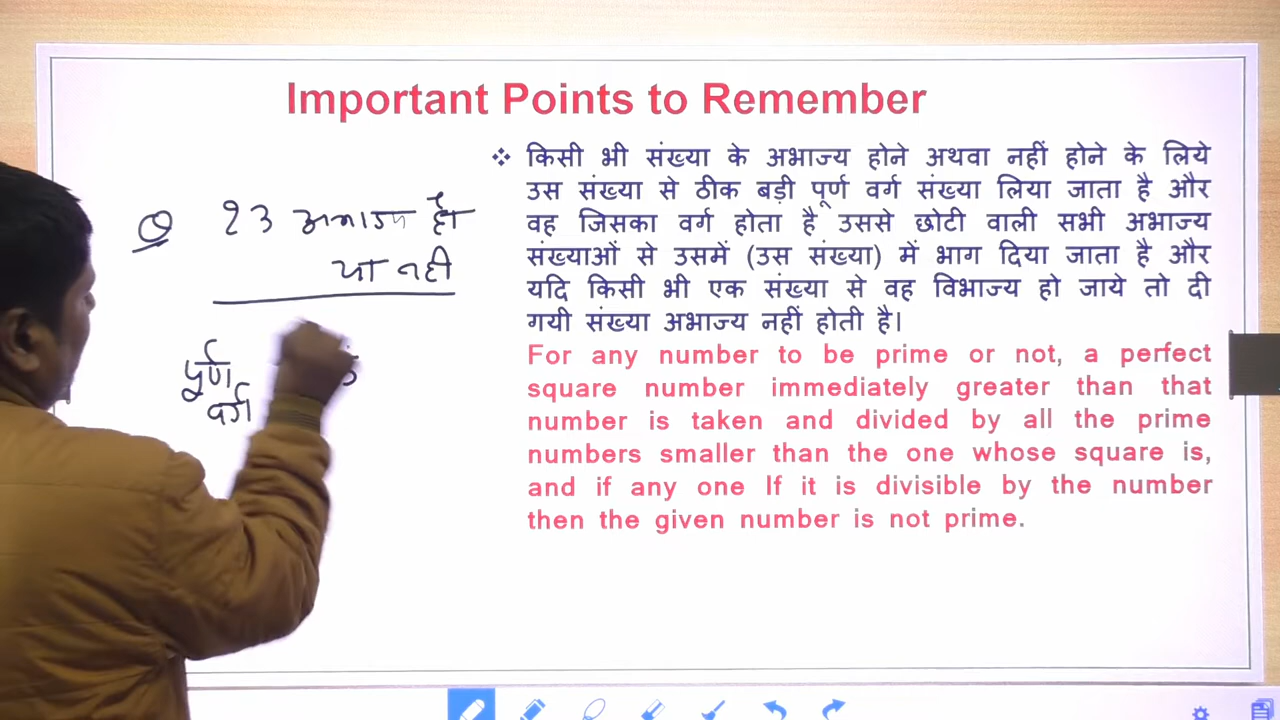 Important Points to Remember
❖ किसी भी संख्या के अभाज्य होने अथवा नहीं होने के लिये
उस संख्या से ठीक बड़ी पूर्ण वर्ग संख्या लिया जाता है और
वह जिसका वर्ग होता है उससे छोटी वाली सभी अभाज्य
संख्याओं से उसमें (उस संख्या) में भाग दिया जाता है और
यदि किसी भी एक संख्या से वह विभाज्य हो जाये तो दी
गयी संख्या अभाज्य नहीं होती है।
For any number to be prime or not, a perfect
square number immediately greater than that
number is taken and divided by all the prime
numbers smaller than the one whose square is,
and if any one If it is divisible by the number
then the given number is not prime.
Q 23 अभाज्य है
या नही
पूर्ण
वर्ग